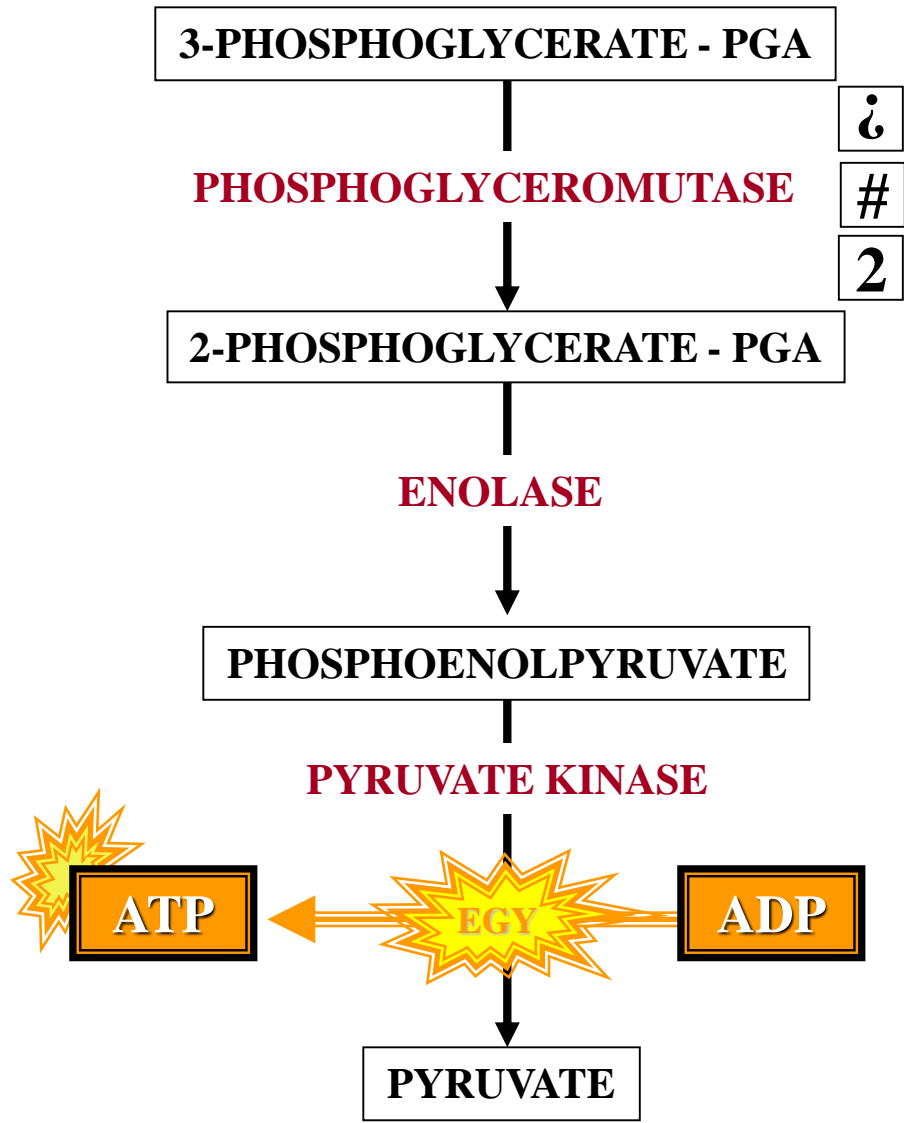 3-PHOSPHOGLYCERATE - PGA
¿
PHOSPHOGLYCEROMUTASE
#
2
2-PHOSPHOGLYCERATE - PGA
ENOLASE
PHOSPHOENOLPYRUVATE
PYRUVATE KINASE
ATP
EGY
ADP
PYRUVATE